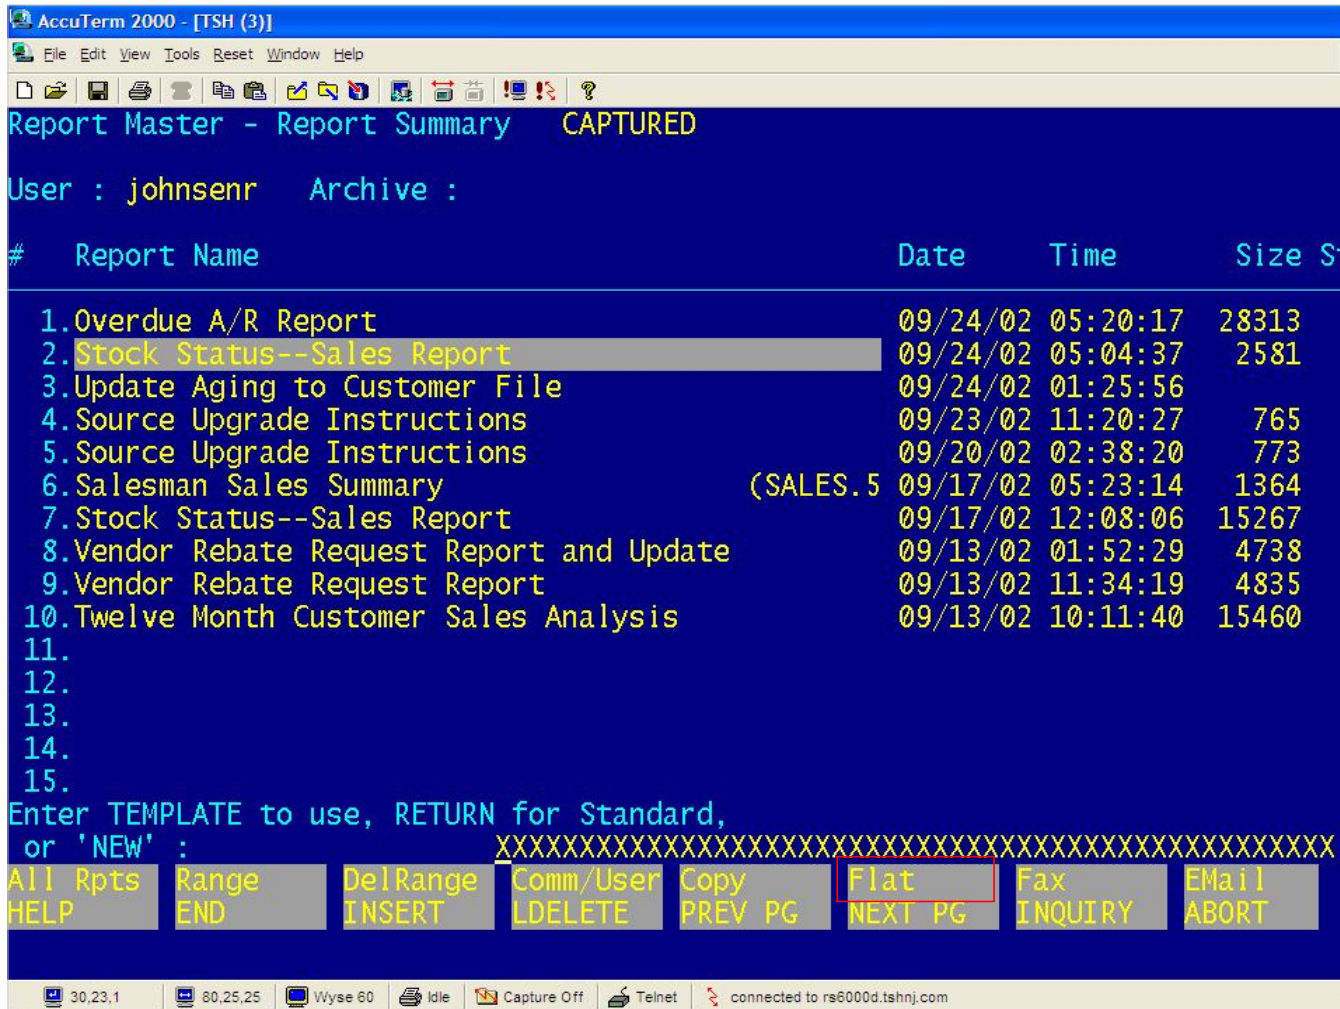 AccuTerm 2000 - [TSH (3)]
File Edit View Tools Reset Window Help
Report Master - Report Summary CAPTURED
User : johnsenr Archive :
# Report Name Date Time Size St
1. Overdue A/R Report 09/24/02 05:20:17 28313
2. Stock Status--Sales Report 09/24/02 05:04:37 2581
3. Update Aging to Customer File 09/24/02 01:25:56
4. Source Upgrade Instructions 09/23/02 11:20:27 765
5. Source Upgrade Instructions 09/20/02 02:38:20 773
6. Salesman Sales Summary (SALES.5 09/17/02 05:23:14 1364
7. Stock Status--Sales Report 09/17/02 12:08:06 15267
8. Vendor Rebate Request Report and Update 09/13/02 01:52:29 4738
9. Vendor Rebate Request Report 09/13/02 11:34:19 4835
10. Twelve Month Customer Sales Analysis 09/13/02 10:11:40 15460
11.
12.
13.
14.
15.
Enter TEMPLATE to use, RETURN for Standard,
or 'NEW' : XXXXXXXXXXXXXXXXXXXXXXXXXXXXXXXXXXXXXXXXXXXXXXXXXX
All Rpts Range DelRange Comm/User Copy Flat Fax EMail
HELP END INSERT LDELETE PREV PG NEXT PG INQUIRY ABORT
30,23,1 80,25,25 Wyse 60 Idle Capture Off Telnet connected to rs6000d.tshnj.com